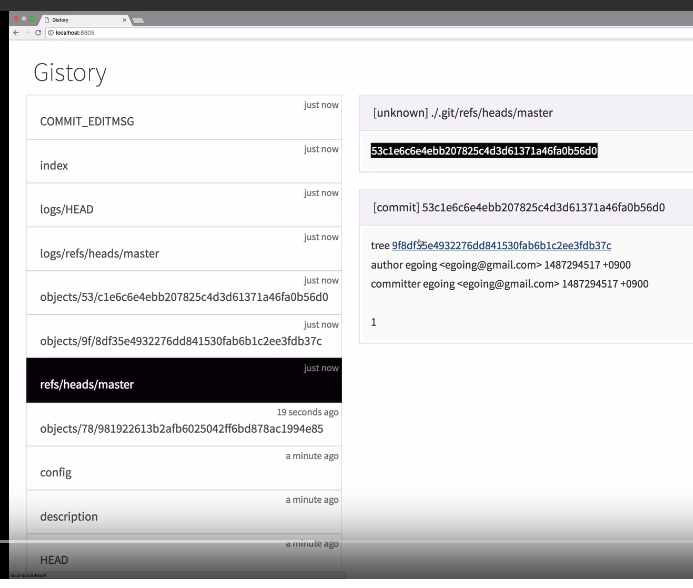 Gistory
localhost:8805
Gistory
just now
COMMIT_EDITMSG
just now
index
just now
logs/HEAD
just now
logs/refs/heads/master
just now
objects/53/c1e6c6e4ebb207825c4d3d61371a46fa0b56d0
just now
objects/9f/8df35e4932276dd841530fab6b1c2ee3fdb37c
just now
refs/heads/master
19 seconds ago
objects/78/981922613b2afb6025042ff6bd878ac1994e85
a minute ago
config
a minute ago
description
a minute ago
HEAD
[unknown] ./.git/refs/heads/master
53c1e6c6e4ebb207825c4d3d61371a46fa0b56d0
[commit] 53c1e6c6e4ebb207825c4d3d61371a46fa0b56d0
tree 9f8df35e4932276dd841530fab6b1c2ee3fdb37c
author egoing <egoing@gmail.com> 1487294517 +0900
committer egoing <egoing@gmail.com> 1487294517 +0900
1